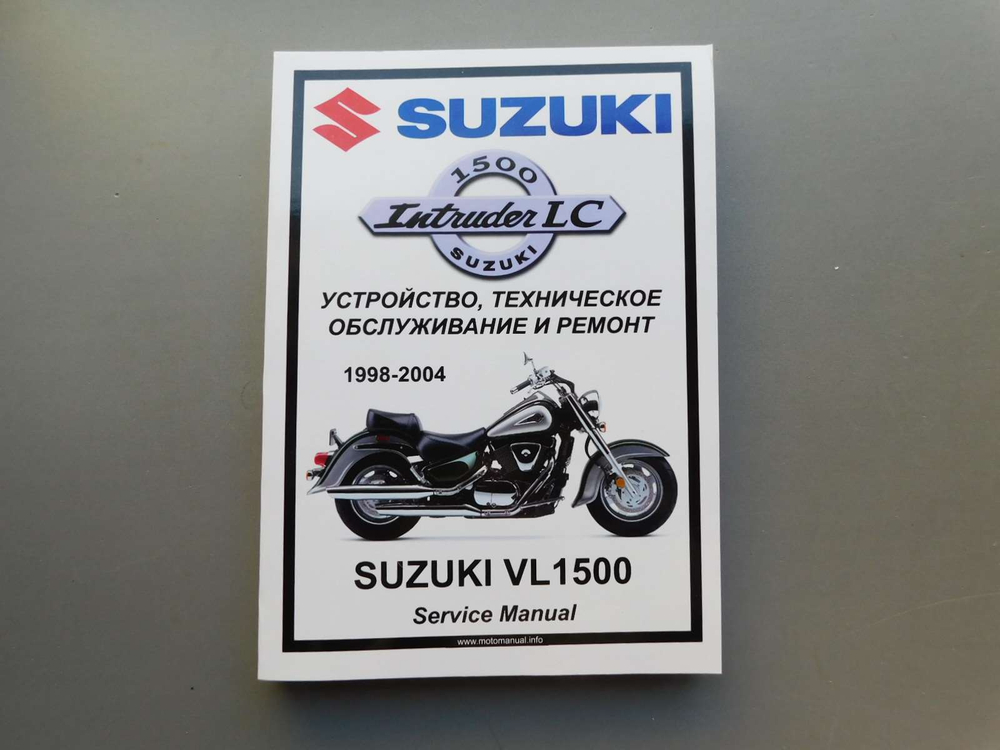 SUZUKI
1500
Intruder LC
SUZUKI
УСТРОЙСТВО, ТЕХНИЧЕСКОЕ
ОБСЛУЖИВАНИЕ И РЕМОНТ
1998-2004
SUZUKI VL1500
Service Manual
www.motomanual.info